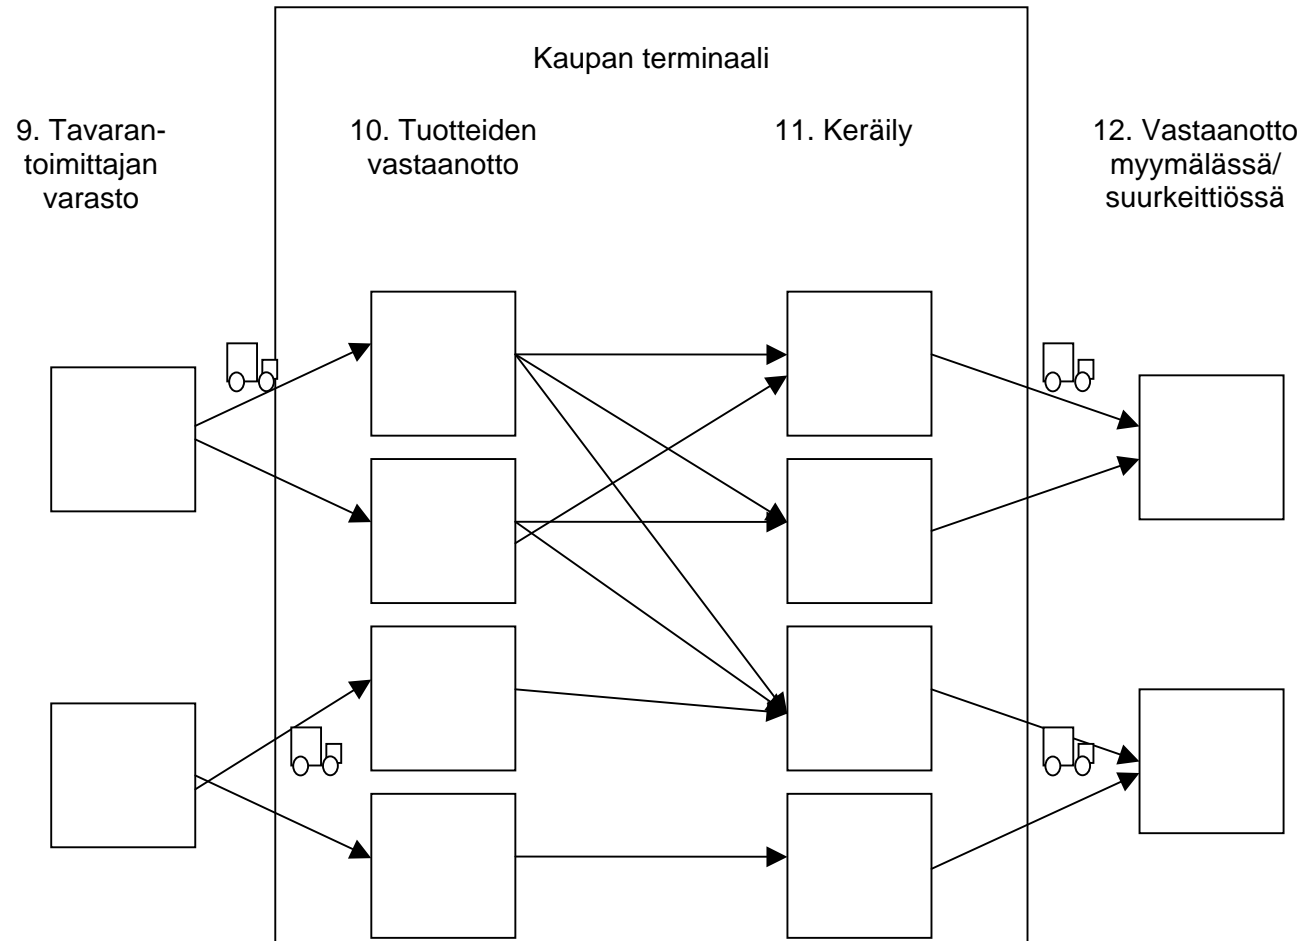 Kaupan terminaali
9. Tavaran-
toimittajan
varasto
10. Tuotteiden
vastaanotto
11. Keräily
12. Vastaanotto
myymälässä/
suurkeittiössä